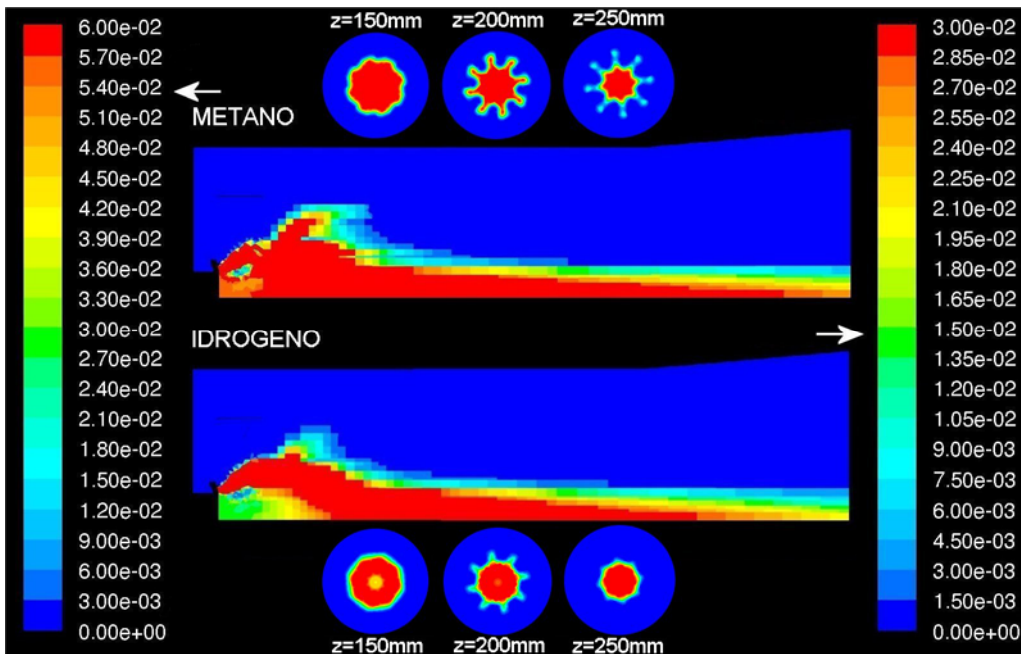 z=150mm z=200mm z=250mm
METANO
6.00e-02
5.70e-02
5.40e-02
5.10e-02
4.80e-02
4.50e-02
4.20e-02
3.90e-02
3.60e-02
3.30e-02
3.00e-02
2.70e-02
2.40e-02
2.10e-02
1.80e-02
1.50e-02
1.20e-02
9.00e-03
6.00e-03
3.00e-03
0.00e+00
IDROGENO
3.00e-02
2.85e-02
2.70e-02
2.55e-02
2.40e-02
2.25e-02
2.10e-02
1.95e-02
1.80e-02
1.65e-02
1.50e-02
1.35e-02
1.20e-02
1.05e-02
9.00e-03
7.50e-03
6.00e-03
4.50e-03
3.00e-03
1.50e-03
0.00e+00
z=150mm z=200mm z=250mm